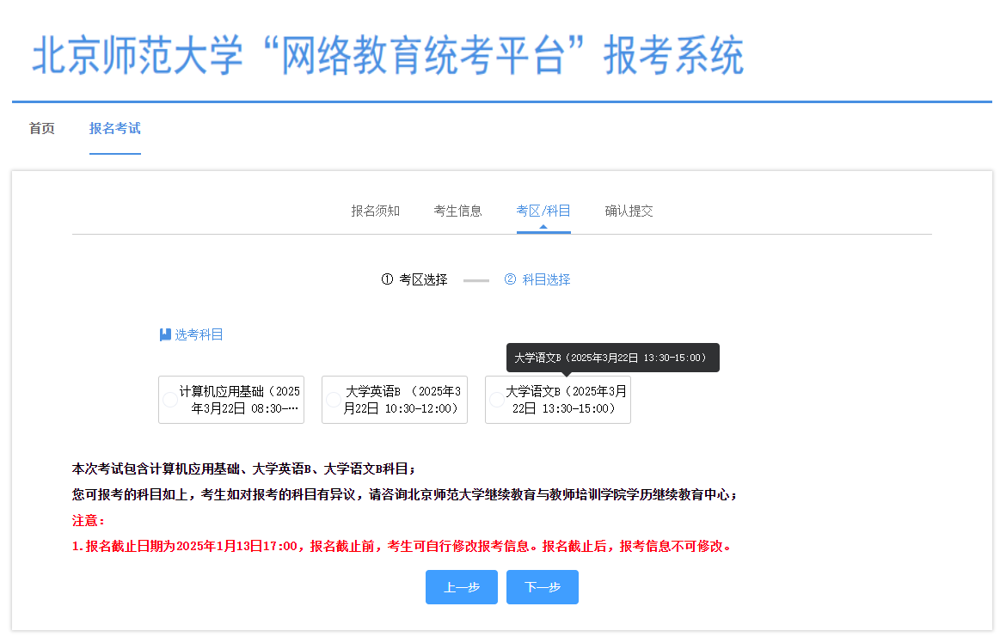 北京师范大学“网络教育统考平台”报考系统
首页 报名考试
报名须知 考生信息 考区/科目 确认提交
① 考区选择 ② 科目选择
选考科目
大学语文B（2025年3月22日 13:30-15:00）
计算机应用基础（2025
年3月22日 08:30-…
大学英语B （2025年3
月22日 10:30-12:00）
大学语文B（2025年3月
22日 13:30-15:00）
本次考试包含计算机应用基础、大学英语B、大学语文B科目；
您可报考的科目如上，考生如对报考的科目有异议，请咨询北京师范大学继续教育与教师培训学院学历继续教育中心；
注意：
1.报名截止日期为2025年1月13日17:00，报名截止前，考生可自行修改报考信息。报名截止后，报考信息不可修改。
上一步 下一步